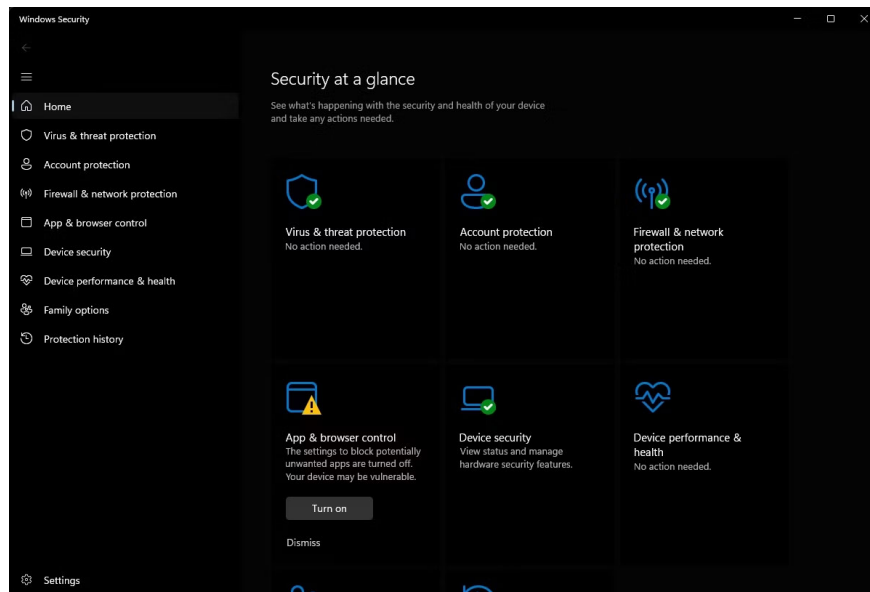 Windows Security
Home
Virus & threat protection
Account protection
Firewall & network protection
App & browser control
Device security
Device performance & health
Family options
Protection history
Settings
Security at a glance
See what's happening with the security and health of your device
and take any actions needed.
Virus & threat protection
No action needed.
Account protection
No action needed.
Firewall & network
protection
No action needed.
App & browser control
The settings to block potentially
unwanted apps are turned off.
Your device may be vulnerable.
Turn on
Dismiss
Device security
View status and manage
hardware security features.
Device performance &
health
No action needed.